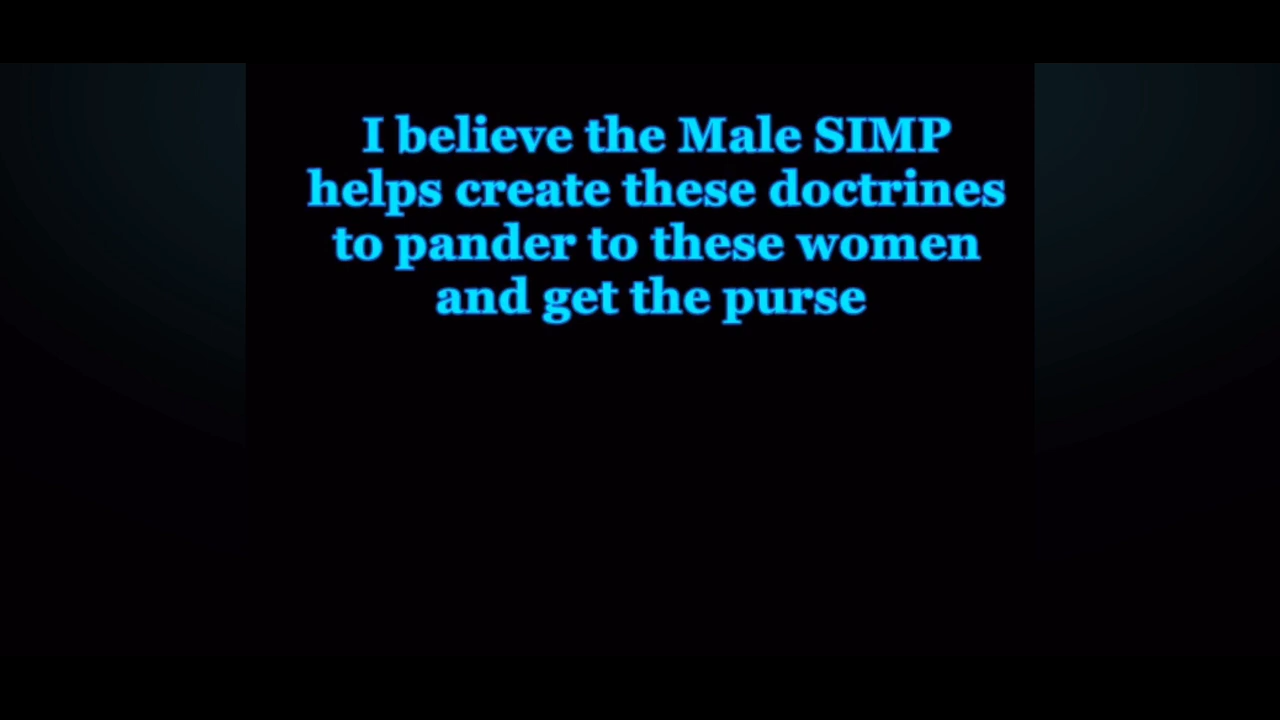 I believe the Male SIMP
helps create these doctrines
to pander to these women
and get the purse